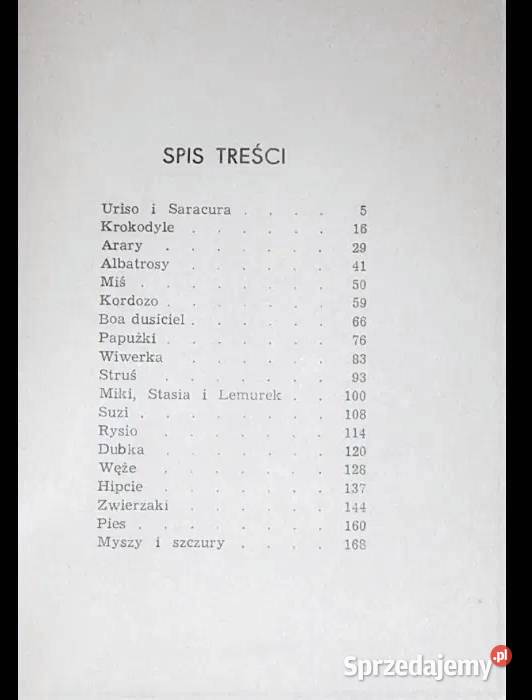 SPIS TREŚCI
Uriso i Saracura . . . . 5
Krokodyle . . . . . . 16
Arary . . . . . . . 29
Albatrosy . . . . . . 41
Miś . . . . . . . . 50
Kordozo . . . . . . . 59
Boa dusiciel . . . . . . 66
Papużki . . . . . . . 76
Wiwerka . . . . . . 83
Struś . . . . . . . 93
Miki, Stasia i Lemurek . . 100
Suzi . . . . . . . . 108
Rysio . . . . . . . 114
Dubka . . . . . . . 120
Węże . . . . . . . 128
Hipcie . . . . . . . 137
Zwierzaki . . . . . . 144
Pies . . . . . . . . 160
Myszy i szczury . . . . 168
Sprzedajemy.pl